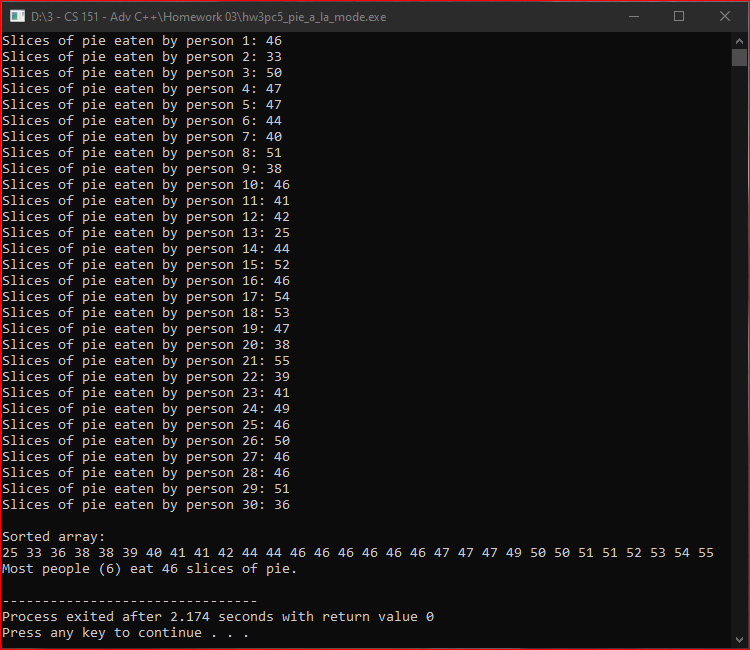 D:\3 - CS 151 - Adv C++\Homework 03\hw3pc5_pie_a_la_mode.exe
Slices of pie eaten by person 1: 46
Slices of pie eaten by person 2: 33
Slices of pie eaten by person 3: 50
Slices of pie eaten by person 4: 47
Slices of pie eaten by person 5: 47
Slices of pie eaten by person 6: 44
Slices of pie eaten by person 7: 40
Slices of pie eaten by person 8: 51
Slices of pie eaten by person 9: 38
Slices of pie eaten by person 10: 46
Slices of pie eaten by person 11: 41
Slices of pie eaten by person 12: 42
Slices of pie eaten by person 13: 25
Slices of pie eaten by person 14: 44
Slices of pie eaten by person 15: 52
Slices of pie eaten by person 16: 46
Slices of pie eaten by person 17: 54
Slices of pie eaten by person 18: 53
Slices of pie eaten by person 19: 47
Slices of pie eaten by person 20: 38
Slices of pie eaten by person 21: 55
Slices of pie eaten by person 22: 39
Slices of pie eaten by person 23: 41
Slices of pie eaten by person 24: 49
Slices of pie eaten by person 25: 46
Slices of pie eaten by person 26: 50
Slices of pie eaten by person 27: 46
Slices of pie eaten by person 28: 46
Slices of pie eaten by person 29: 51
Slices of pie eaten by person 30: 36
Sorted array:
25 33 36 38 38 39 40 41 41 42 44 44 46 46 46 46 46 46 47 47 47 49 50 50 51 51 52 53 54 55
Most people (6) eat 46 slices of pie.
--------------------------------
Process exited after 2.174 seconds with return value 0
Press any key to continue . . .